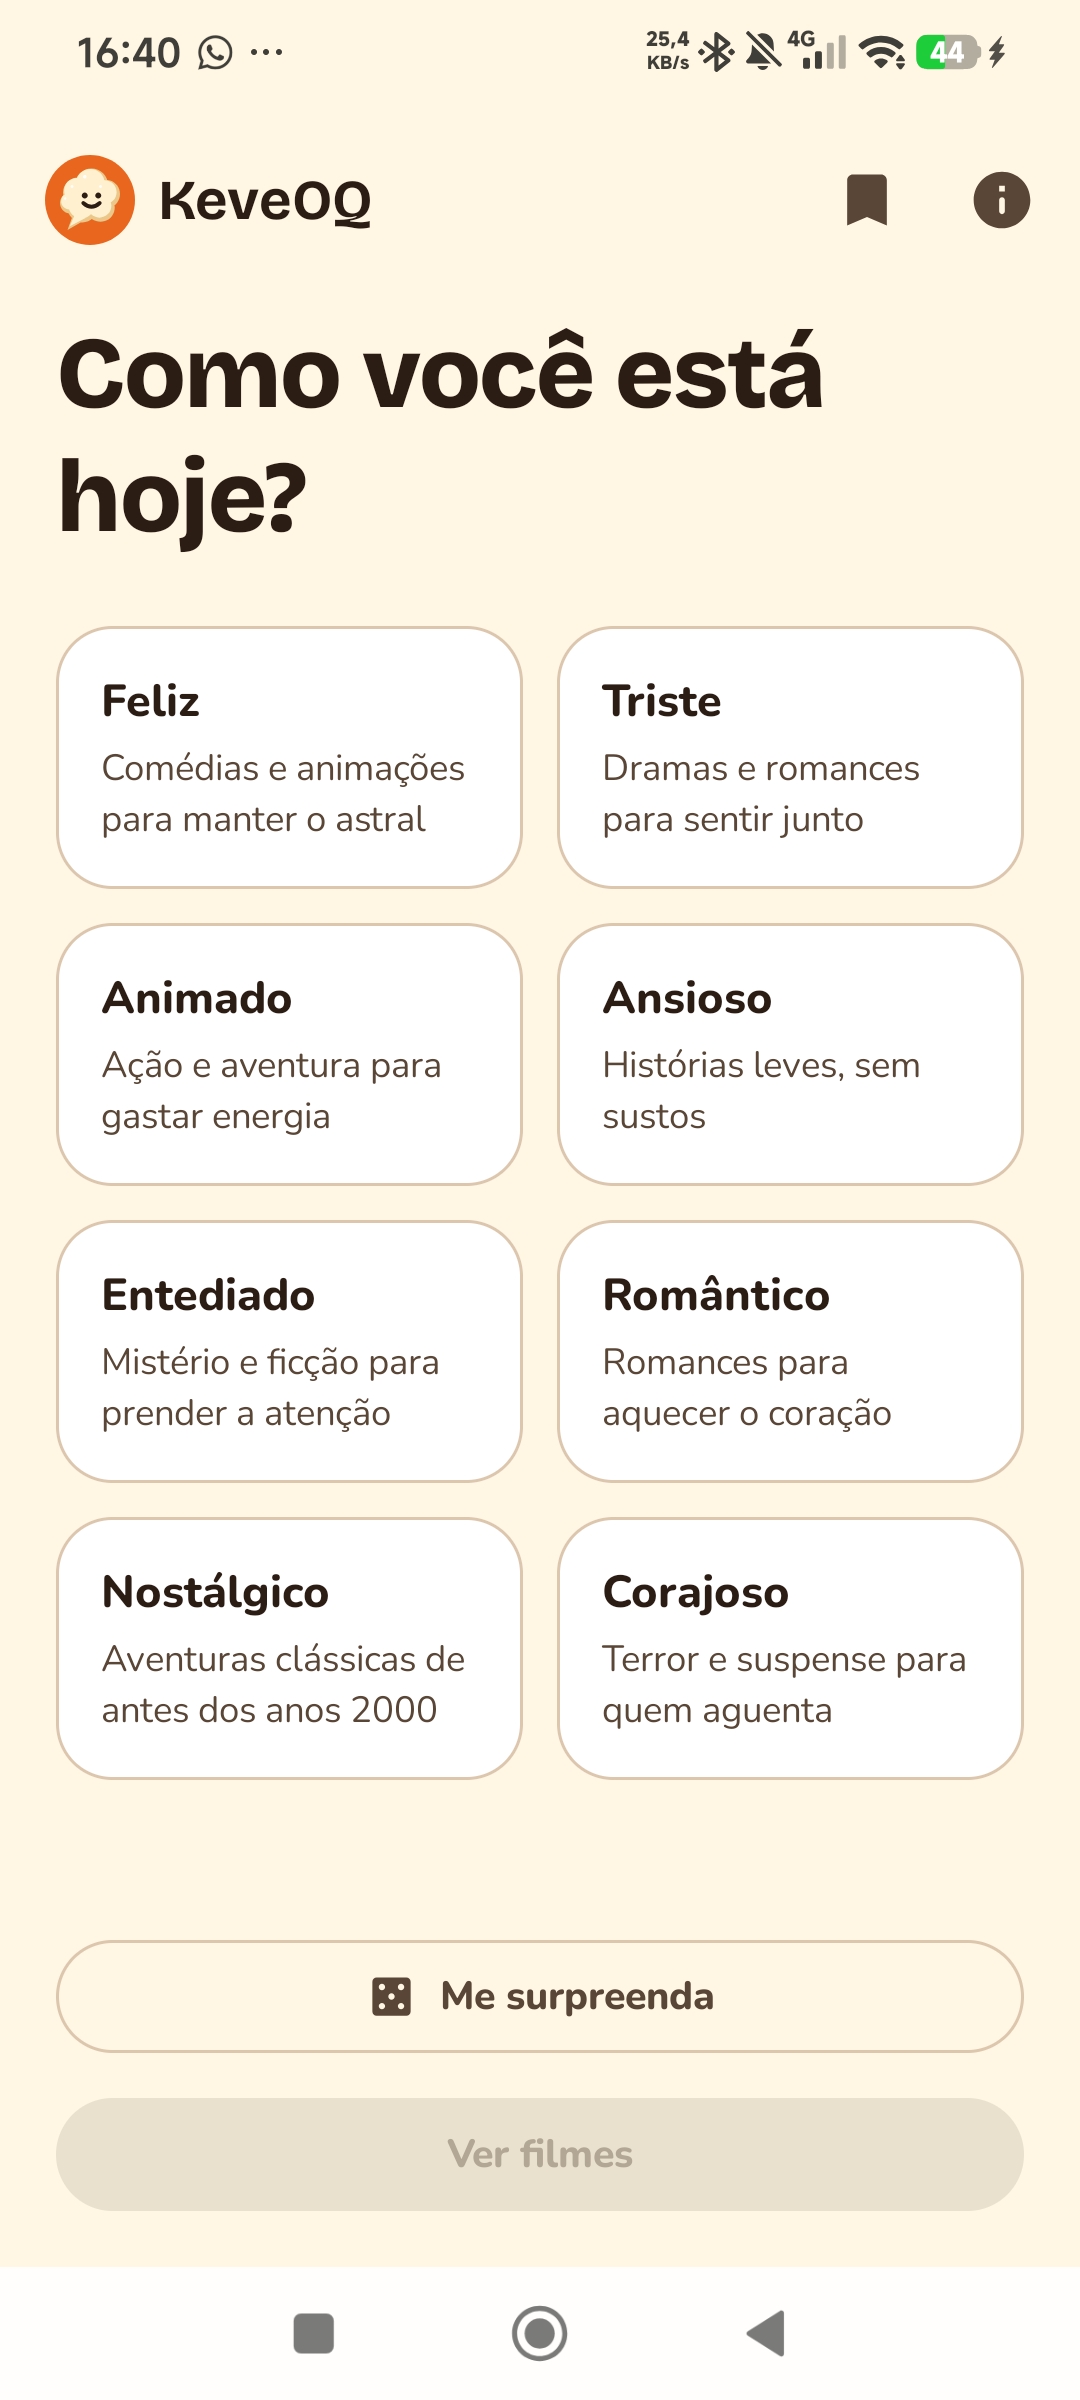 16:40
25,4
KB/s
4G
44
KeveOQ
Como você está
hoje?
Feliz
Comédias e animações
para manter o astral
Triste
Dramas e romances
para sentir junto
Animado
Ação e aventura para
gastar energia
Ansioso
Histórias leves, sem
sustos
Entediado
Mistério e ficção para
prender a atenção
Romântico
Romances para
aquecer o coração
Nostálgico
Aventuras clássicas de
antes dos anos 2000
Corajoso
Terror e suspense para
quem aguenta
Me surpreenda
Ver filmes